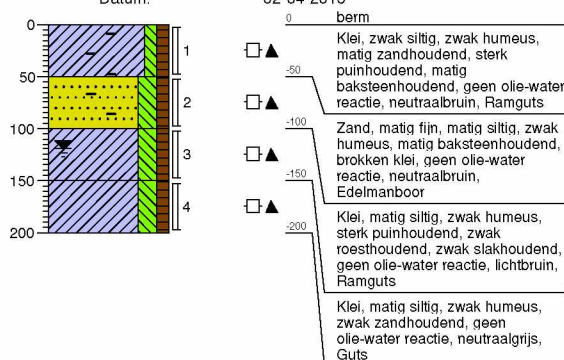 Datum: 02-04-2015
0
50
100
150
200
1
2
3
4
0 berm
Klei, zwak siltig, zwak humeus,
matig zandhoudend, sterk
puinhoudend, matig
baksteenhoudend, geen olie-water
reactie, neutraalbruin, Ramguts
-50
Zand, matig fijn, matig siltig, zwak
humeus, matig baksteenhoudend,
brokken klei, geen olie-water
reactie, neutraalbruin,
Edelmanboor
-100
Klei, matig siltig, zwak humeus,
sterk puinhoudend, zwak
roesthoudend, zwak slakhoudend,
geen olie-water reactie, lichtbruin,
Ramguts
-150
Klei, matig siltig, zwak humeus,
zwak zandhoudend, geen
olie-water reactie, neutraalgrijs,
Guts
-200